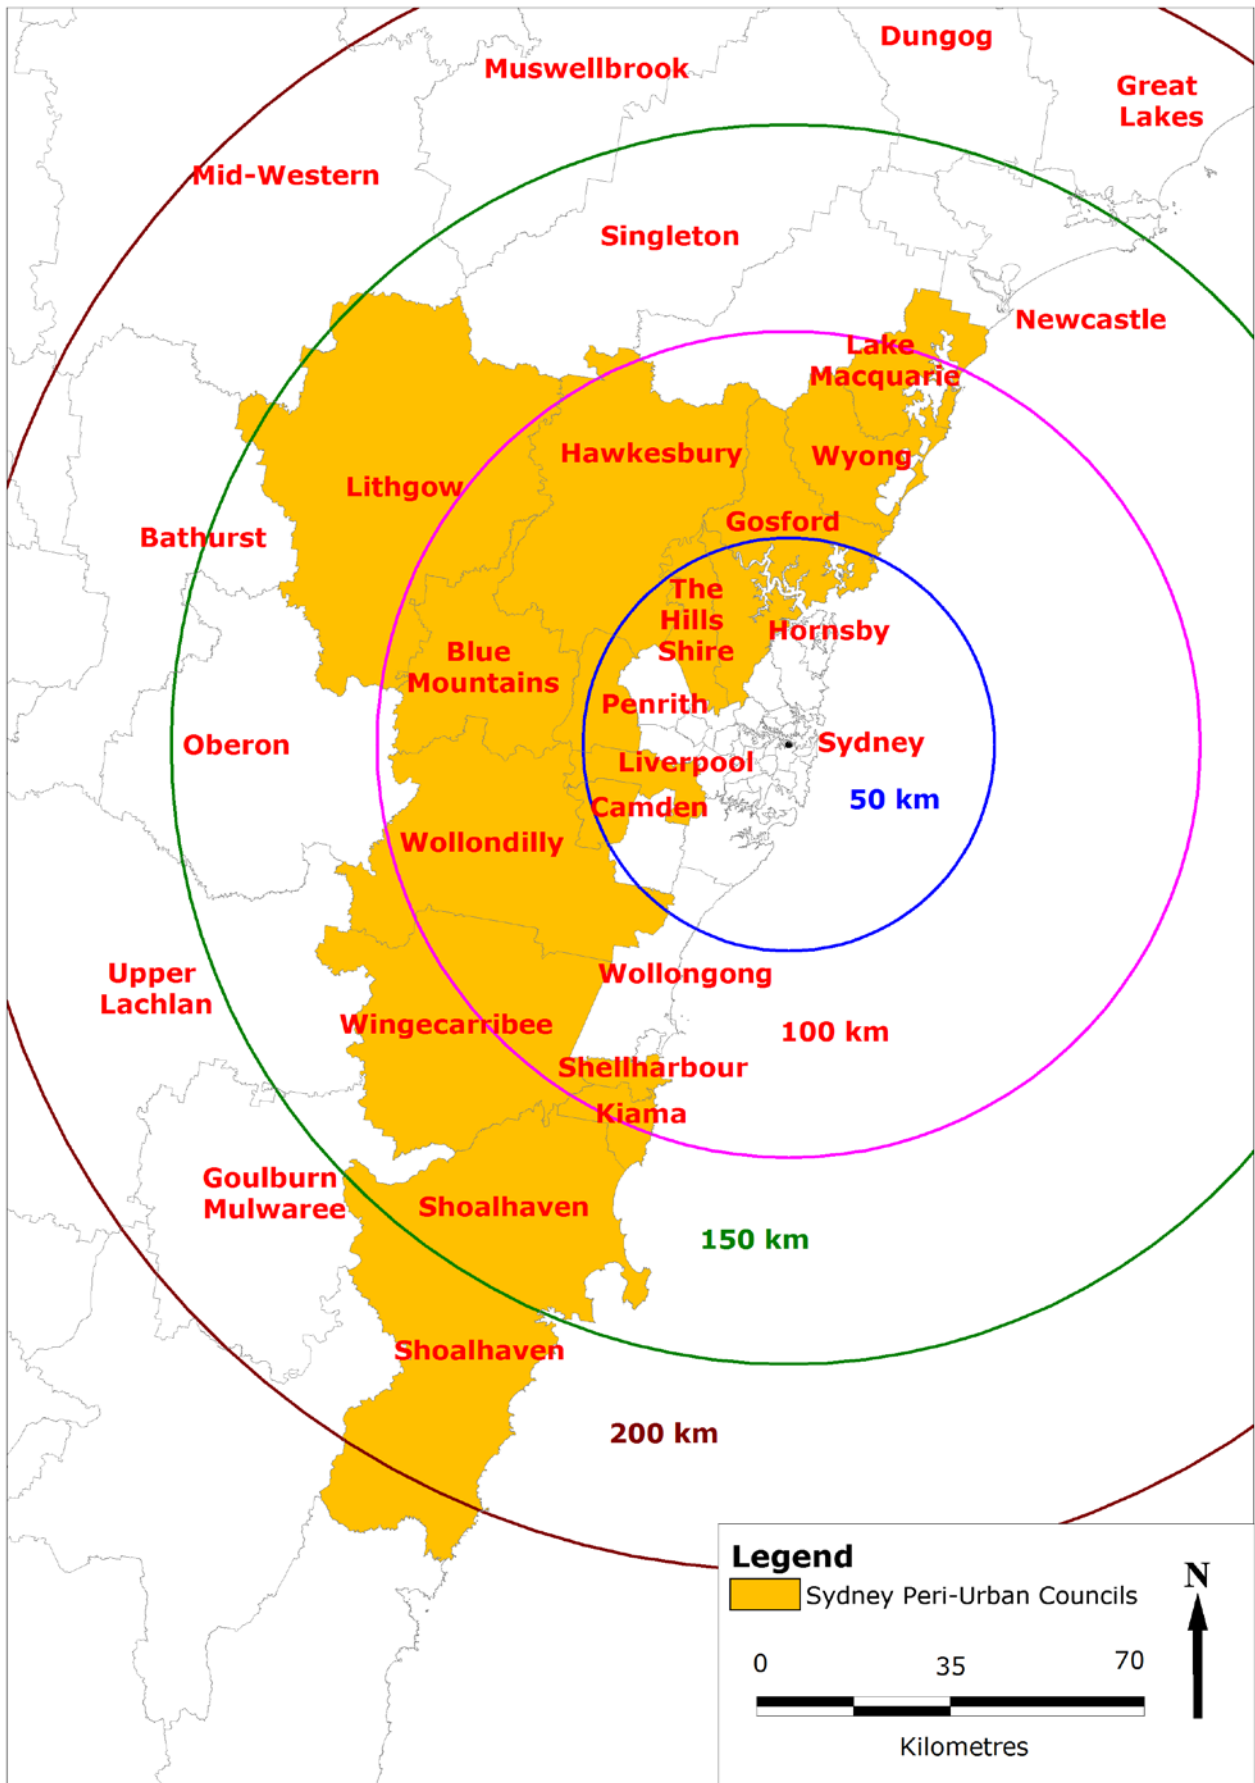 Dungog
Muswellbrook
Great
Lakes
Mid-Western
Singleton
Newcastle
Lake
Macquarie
Hawkesbury
Wyong
Lithgow
Gosford
Bathurst
The
Hills
Shire
Hornsby
Blue
Mountains
Penrith
Oberon
Sydney
Liverpool
50 km
Camden
Wollondilly
Upper
Lachlan
Wollongong
Wingecarribee
100 km
Shellharbour
Kiama
Goulburn
Mulwaree
Shoalhaven
150 km
Shoalhaven
200 km
Legend
Sydney Peri-Urban Councils
N
0 35 70
Kilometres